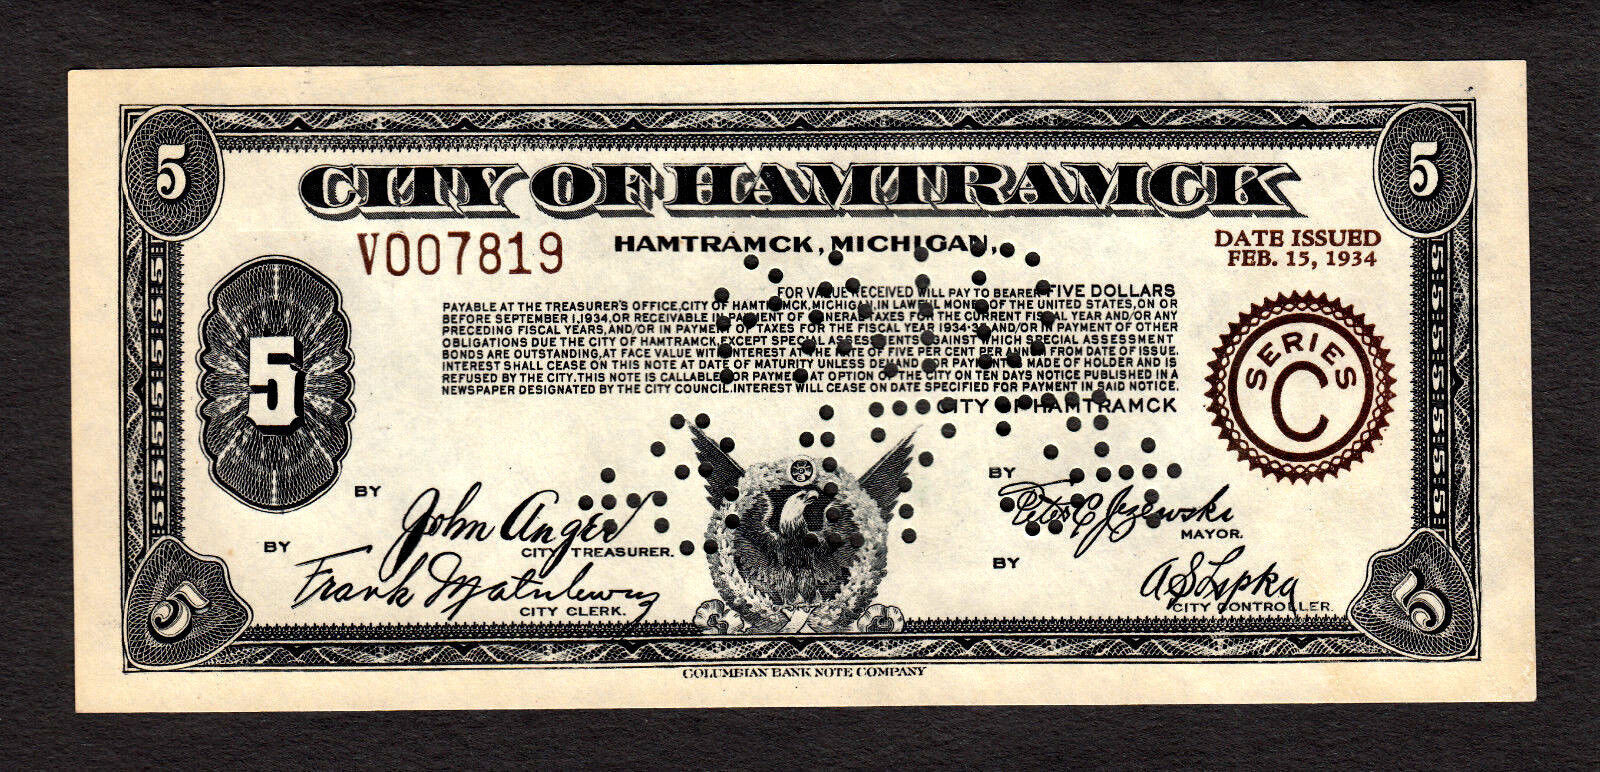 5 5
CITY OF HAMTRAMCK
V007819
HAMTRAMCK, MICHIGAN,
DATE ISSUED
FEB. 15, 1934
FOR VALUE RECEIVED WILL PAY TO BEARER FIVE DOLLARS
PAYABLE AT THE TREASURER'S OFFICE, CITY OF HAMTRAMCK, MICHIGAN, IN LAWFUL MONEY OF THE UNITED STATES, ON OR
BEFORE SEPTEMBER 1, 1934, OR RECEIVABLE IN PAYMENT OF GENERAL TAXES FOR THE CURRENT FISCAL YEAR AND/OR ANY
PRECEDING FISCAL YEARS, AND/OR IN PAYMENT OF TAXES FOR THE FISCAL YEAR 1934-35 AND/OR IN PAYMENT OF OTHER
OBLIGATIONS DUE THE CITY OF HAMTRAMCK, EXCEPT SPECIAL ASSESSMENTS AGAINST WHICH SPECIAL ASSESSMENT
BONDS ARE OUTSTANDING, AT FACE VALUE WITH INTEREST AT THE RATE OF FIVE PER CENT PER ANNUM FROM DATE OF ISSUE.
INTEREST SHALL CEASE ON THIS NOTE AT DATE OF MATURITY UNLESS DEMAND FOR PAYMENT IS MADE OF HOLDER AND IS
REFUSED BY THE CITY. THIS NOTE IS CALLABLE FOR PAYMENT AT OPTION OF THE CITY ON TEN DAYS NOTICE PUBLISHED IN A
NEWSPAPER DESIGNATED BY THE CITY COUNCIL. INTEREST WILL CEASE ON DATE SPECIFIED FOR PAYMENT IN SAID NOTICE.
CITY OF HAMTRAMCK
5
SERIES
C
BY John Anger
CITY TREASURER.
BY Peter C Jezewski
MAYOR.
BY Frank Matulewicz
CITY CLERK.
BY A S Lipka
CITY CONTROLLER.
5 5
COLUMBIAN BANK NOTE COMPANY